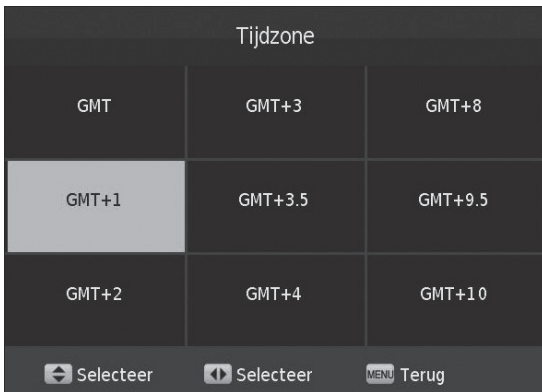 Tijdzone
GMT GMT+3 GMT+8
GMT+1 GMT+3.5 GMT+9.5
GMT+2 GMT+4 GMT+10
Selecteer Selecteer MENU Terug